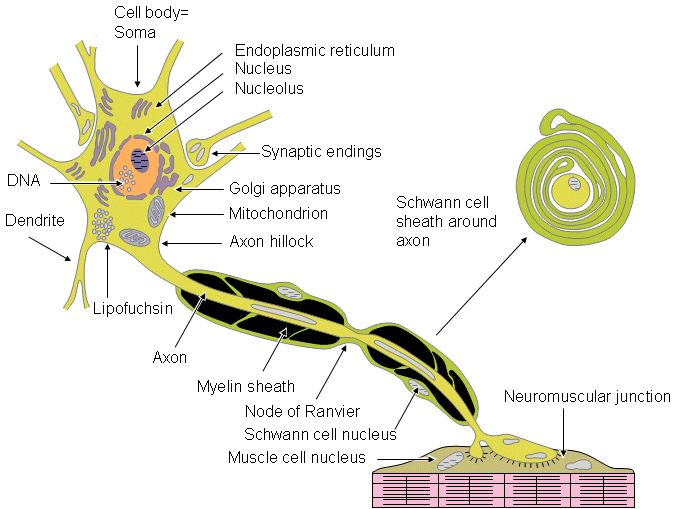 Cell body=
Soma
Endoplasmic reticulum
Nucleus
Nucleolus
Synaptic endings
DNA
Golgi apparatus
Mitochondrion
Dendrite
Axon hillock
Schwann cell
sheath around
axon
Lipofuchsin
Axon
Myelin sheath
Node of Ranvier
Neuromuscular junction
Schwann cell nucleus
Muscle cell nucleus